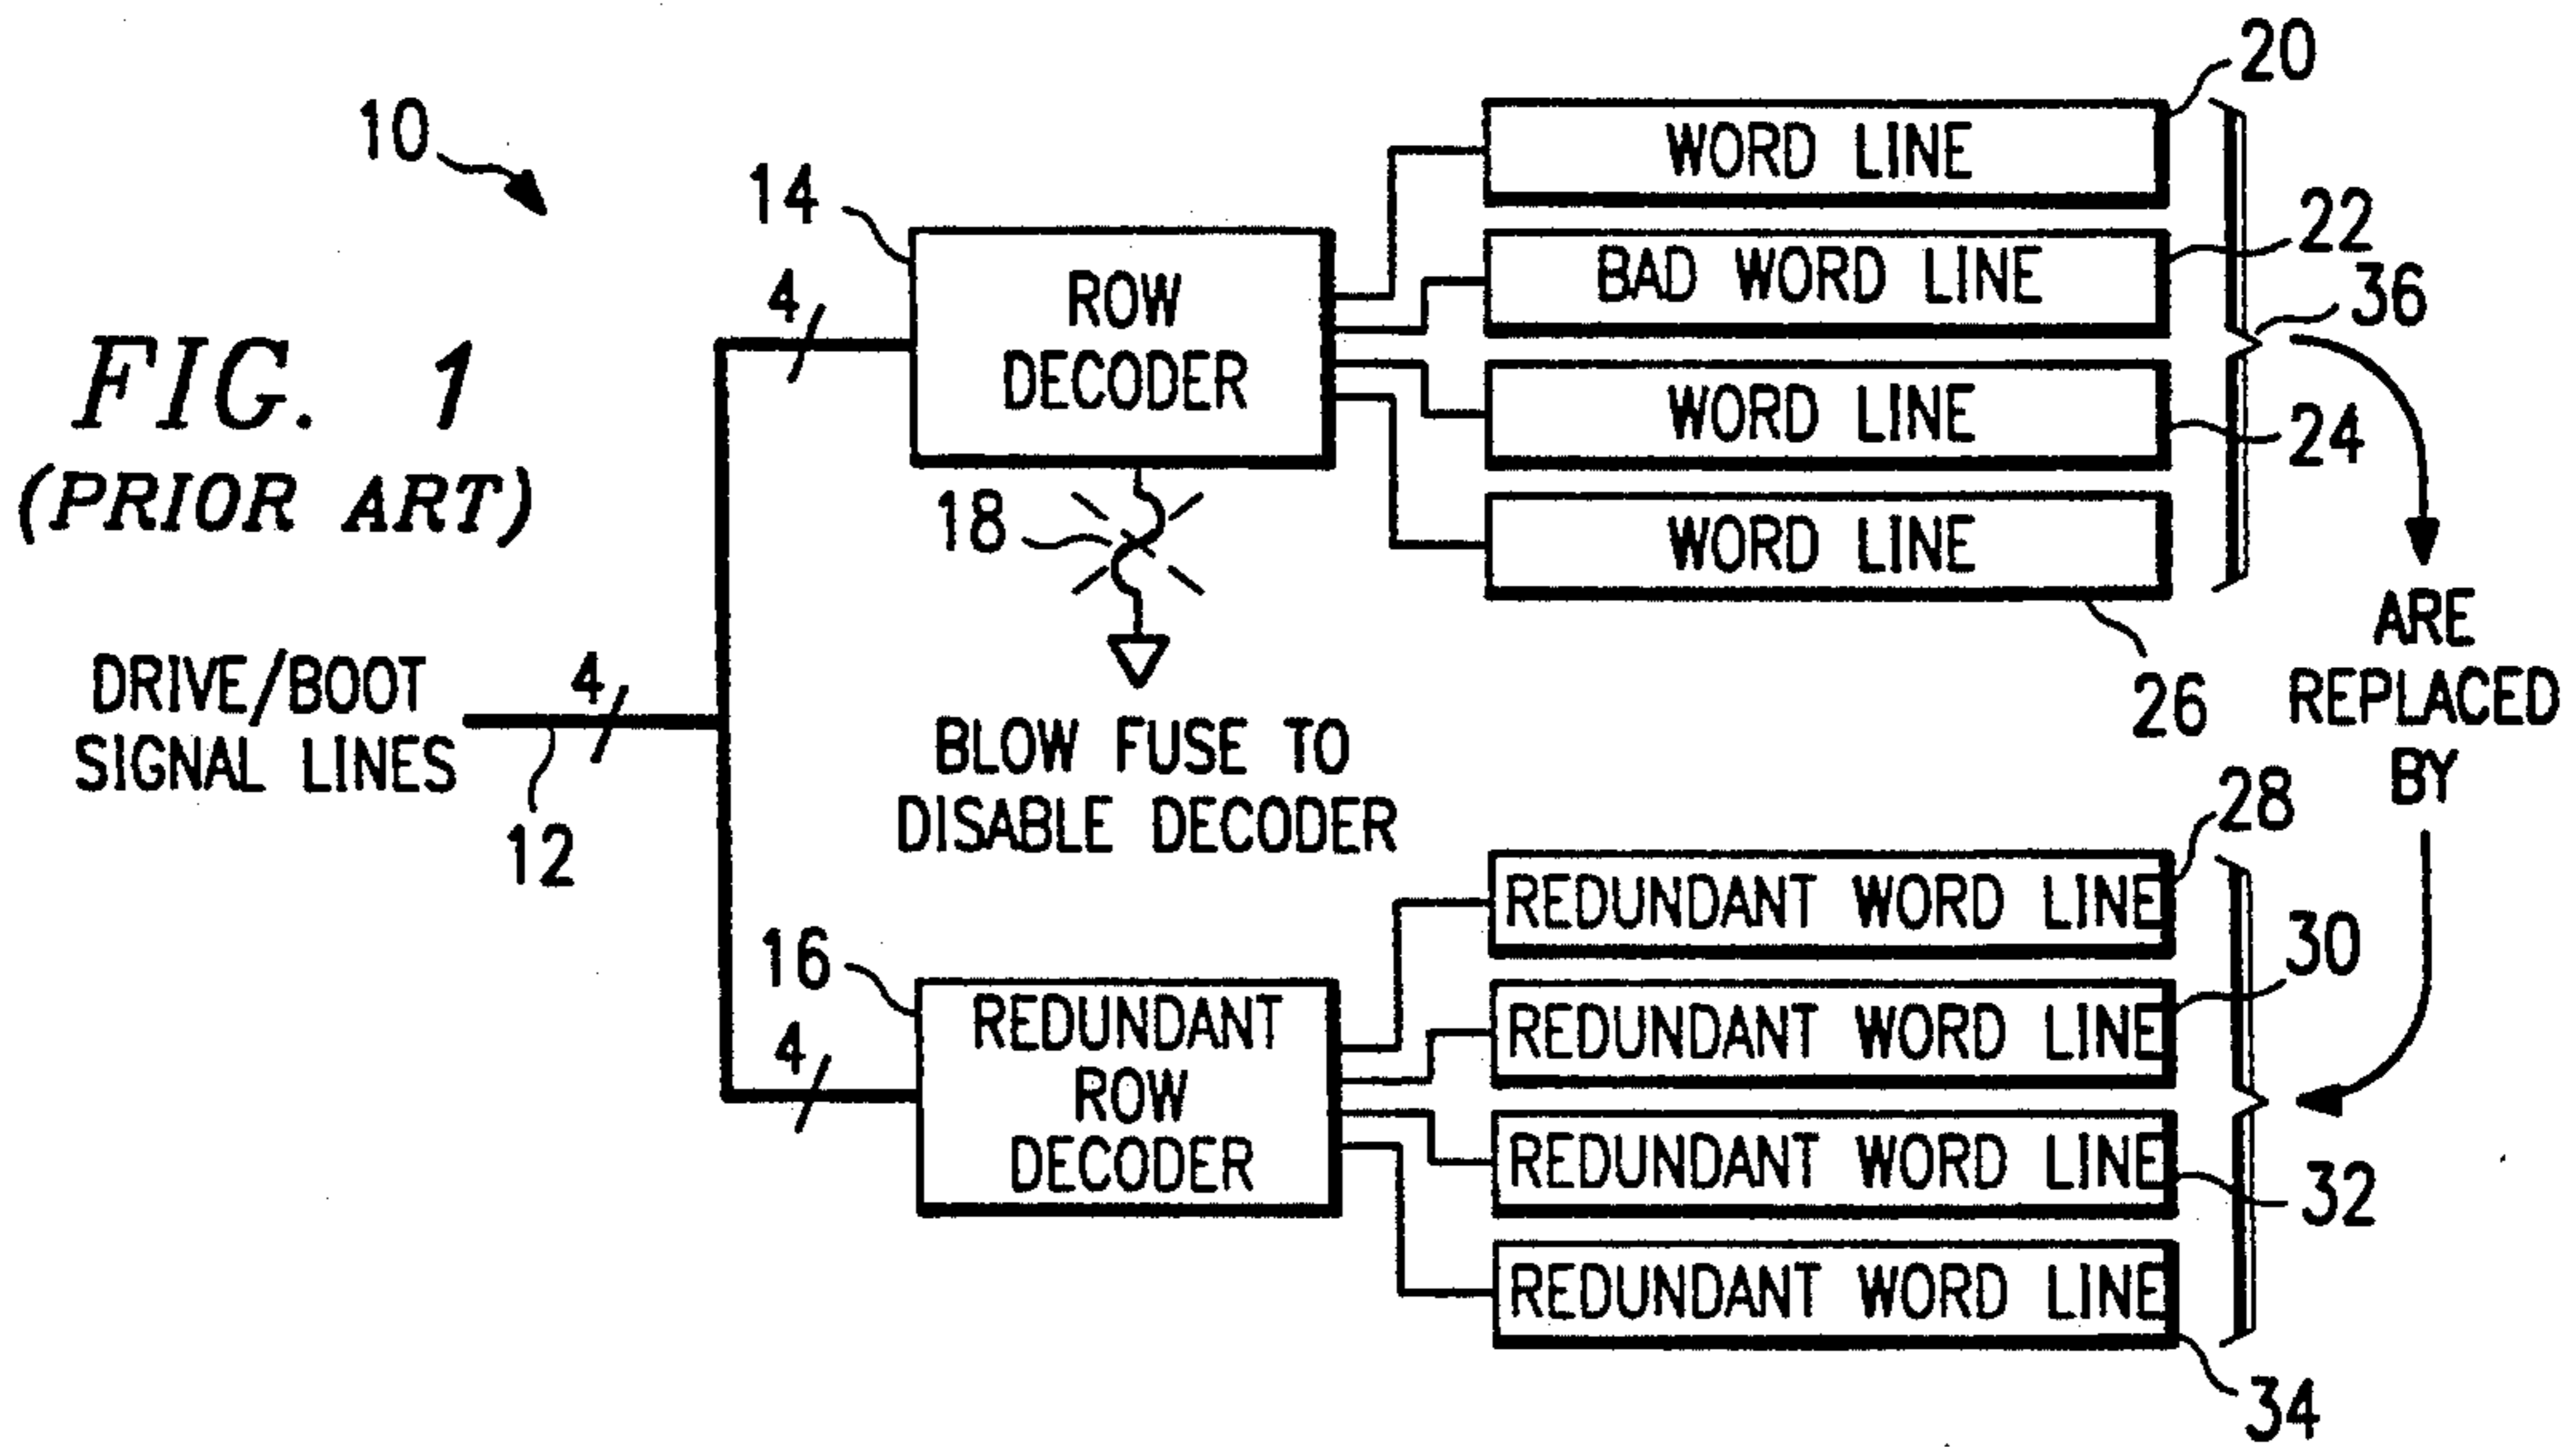 FIG. 1
(PRIOR ART)
10
DRIVE/BOOT
SIGNAL LINES
12
4
4
14
ROW
DECODER
18
BLOW FUSE TO
DISABLE DECODER
4
16
REDUNDANT
ROW
DECODER
WORD LINE
20
BAD WORD LINE
22
36
WORD LINE
24
WORD LINE
26
ARE
REPLACED
BY
REDUNDANT WORD LINE
28
REDUNDANT WORD LINE
30
REDUNDANT WORD LINE
32
REDUNDANT WORD LINE
34